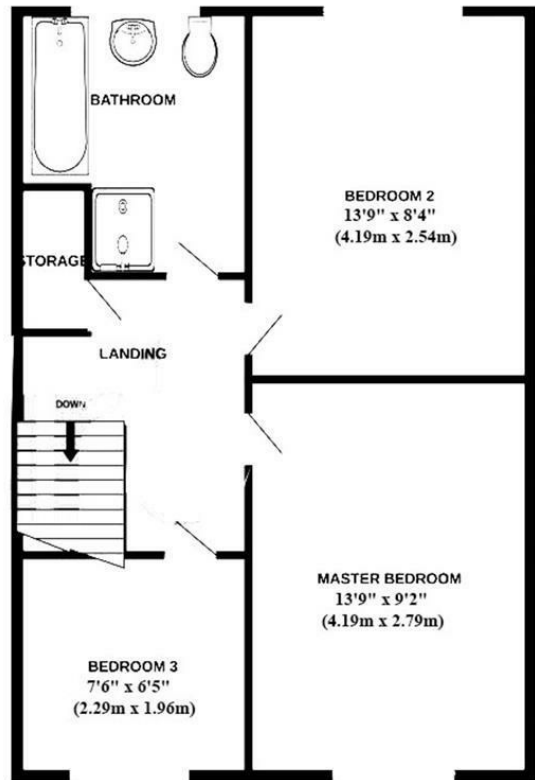 BATHROOM
BEDROOM 2
13'9" x 8'4"
(4.19m x 2.54m)
STORAGE
LANDING
DOWN
MASTER BEDROOM
13'9" x 9'2"
(4.19m x 2.79m)
BEDROOM 3
7'6" x 6'5"
(2.29m x 1.96m)